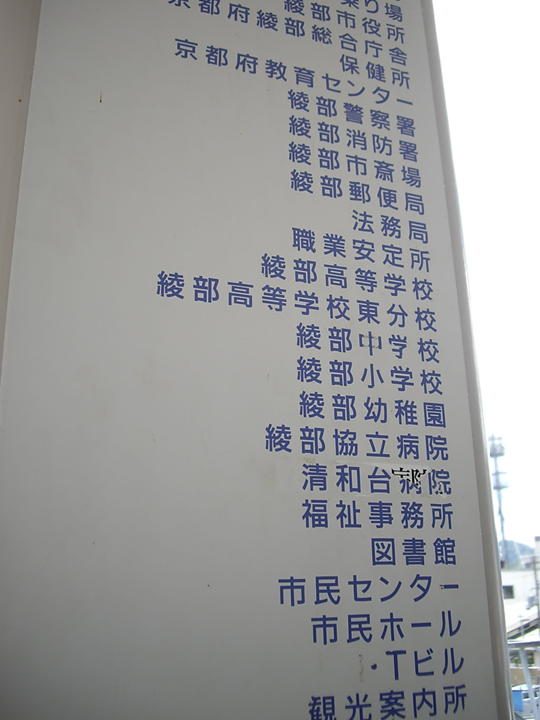 り場
綾部市役所
京都府綾部総合庁舎
保健所
京都府教育センター
綾部警察署
綾部消防署
綾部市斎場
綾部郵便局
法務局
職業安定所
綾部高等学校
綾部高等学校東分校
綾部中学校
綾部小学校
綾部幼稚園
綾部協立病院
清和台病院
福祉事務所
図書館
市民センター
市民ホール
・Tビル
観光案内所